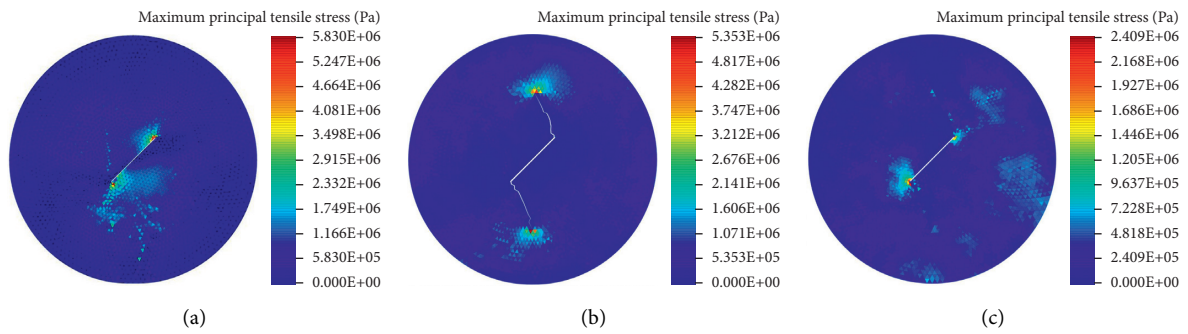 Maximum principal tensile stress (Pa)
5.830E+06
5.247E+06
4.664E+06
4.081E+06
3.498E+06
2.915E+06
2.332E+06
1.749E+06
1.166E+06
5.830E+05
0.000E+00
(a)
Maximum principal tensile stress (Pa)
5.353E+06
4.817E+06
4.282E+06
3.747E+06
3.212E+06
2.676E+06
2.141E+06
1.606E+06
1.071E+06
5.353E+05
0.000E+00
(b)
Maximum principal tensile stress (Pa)
2.409E+06
2.168E+06
1.927E+06
1.686E+06
1.446E+06
1.205E+06
9.637E+05
7.228E+05
4.818E+05
2.409E+05
0.000E+00
(c)